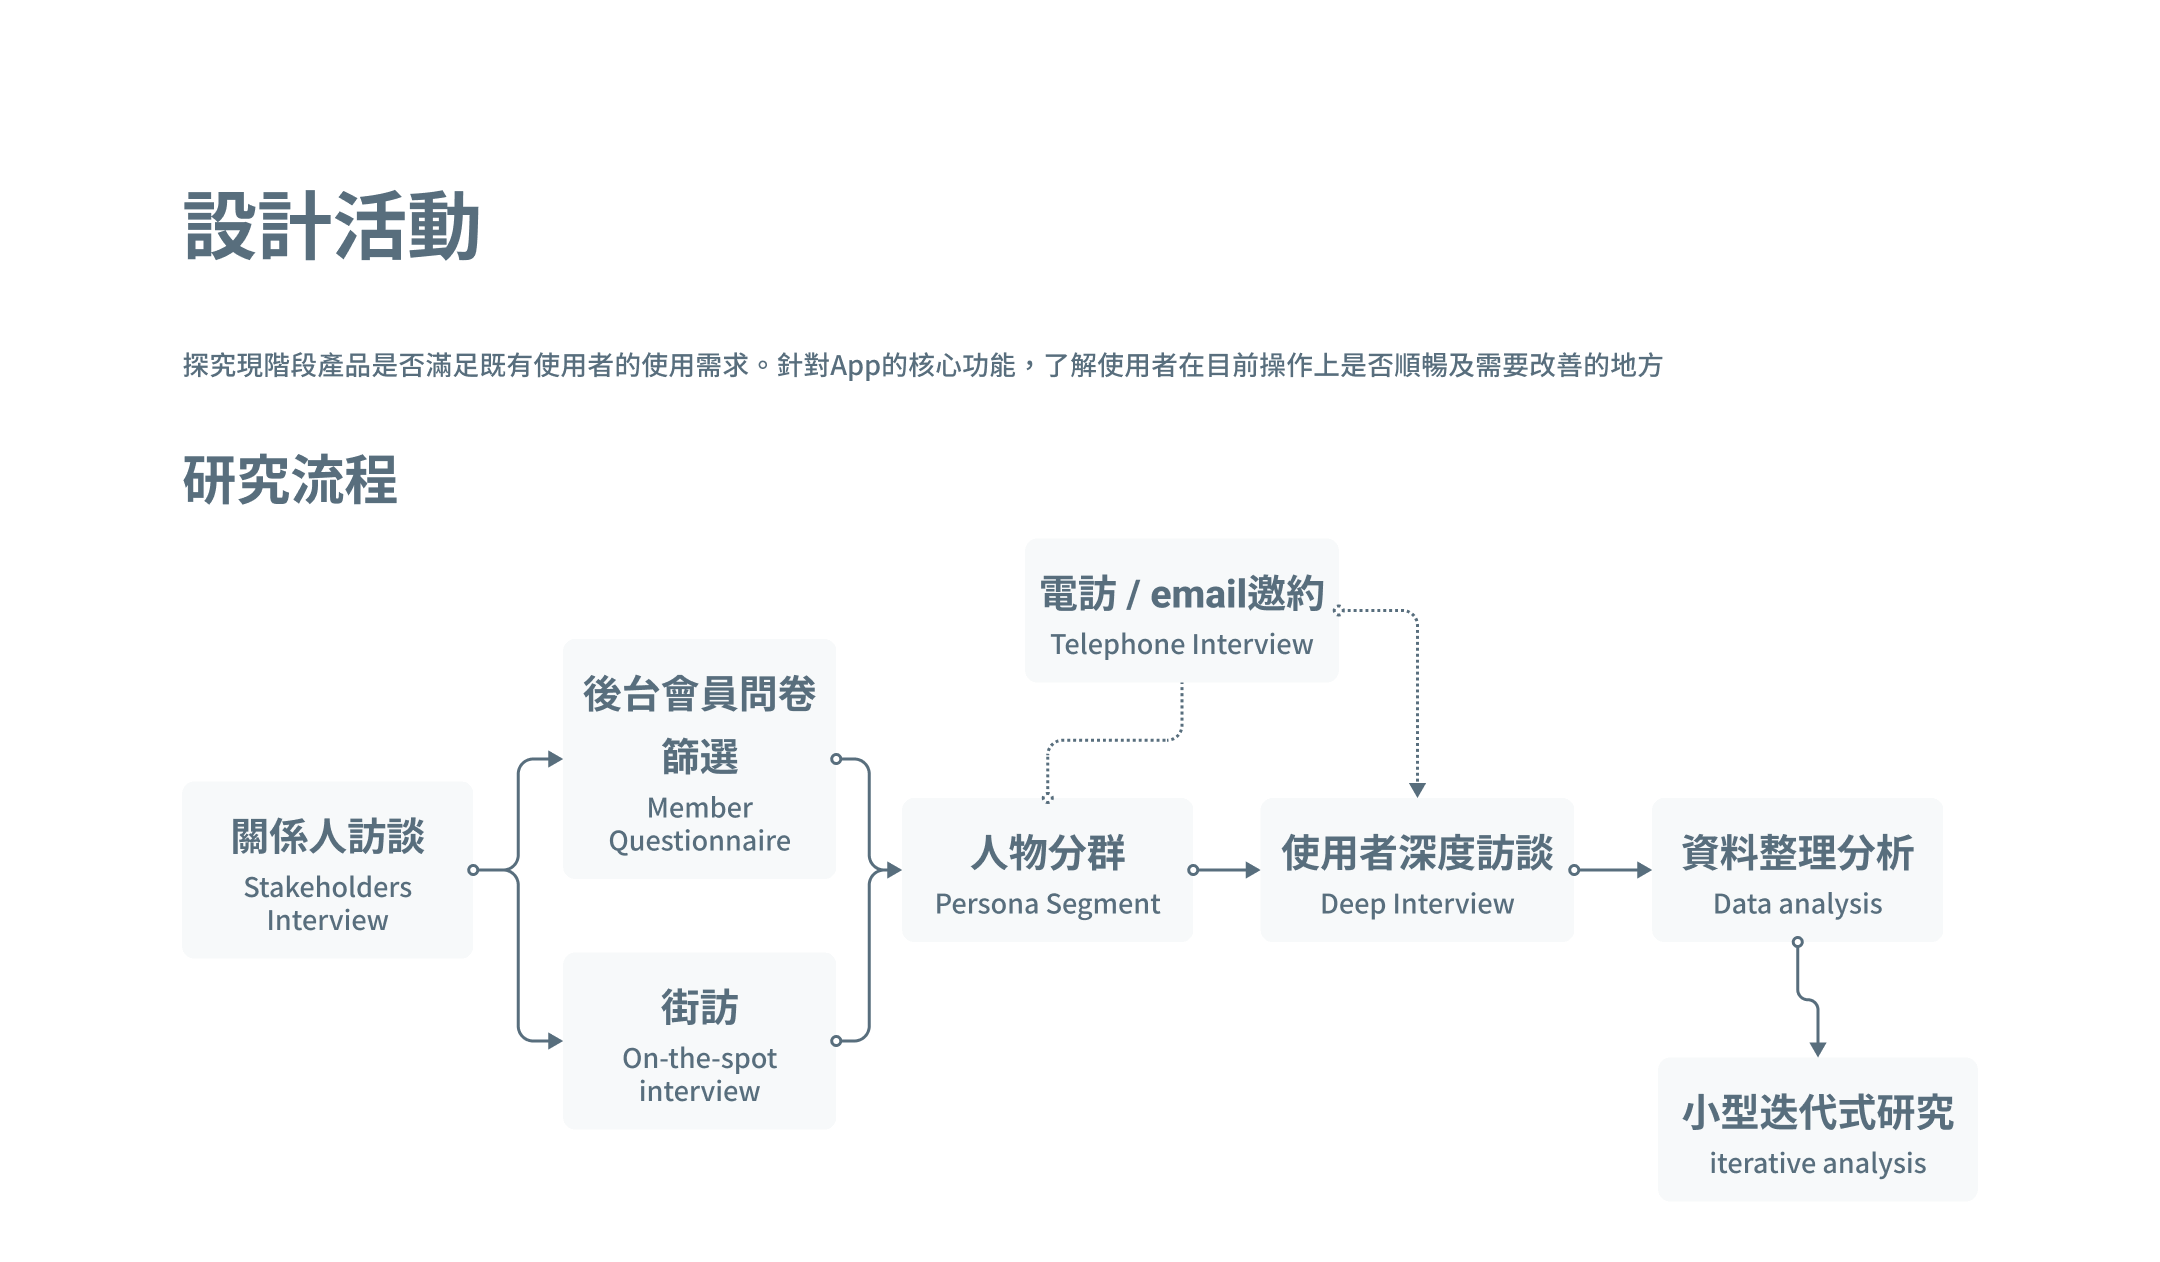 設計活動
探究現階段產品是否滿足既有使用者的使用需求。針對App的核心功能，了解使用者在目前操作上是否順暢及需要改善的地方
研究流程
關係人訪談
Stakeholders
Interview
後台會員問卷
篩選
Member
Questionnaire
街訪
On-the-spot
interview
人物分群
Persona Segment
電訪 / email邀約
Telephone Interview
使用者深度訪談
Deep Interview
資料整理分析
Data analysis
小型迭代式研究
iterative analysis